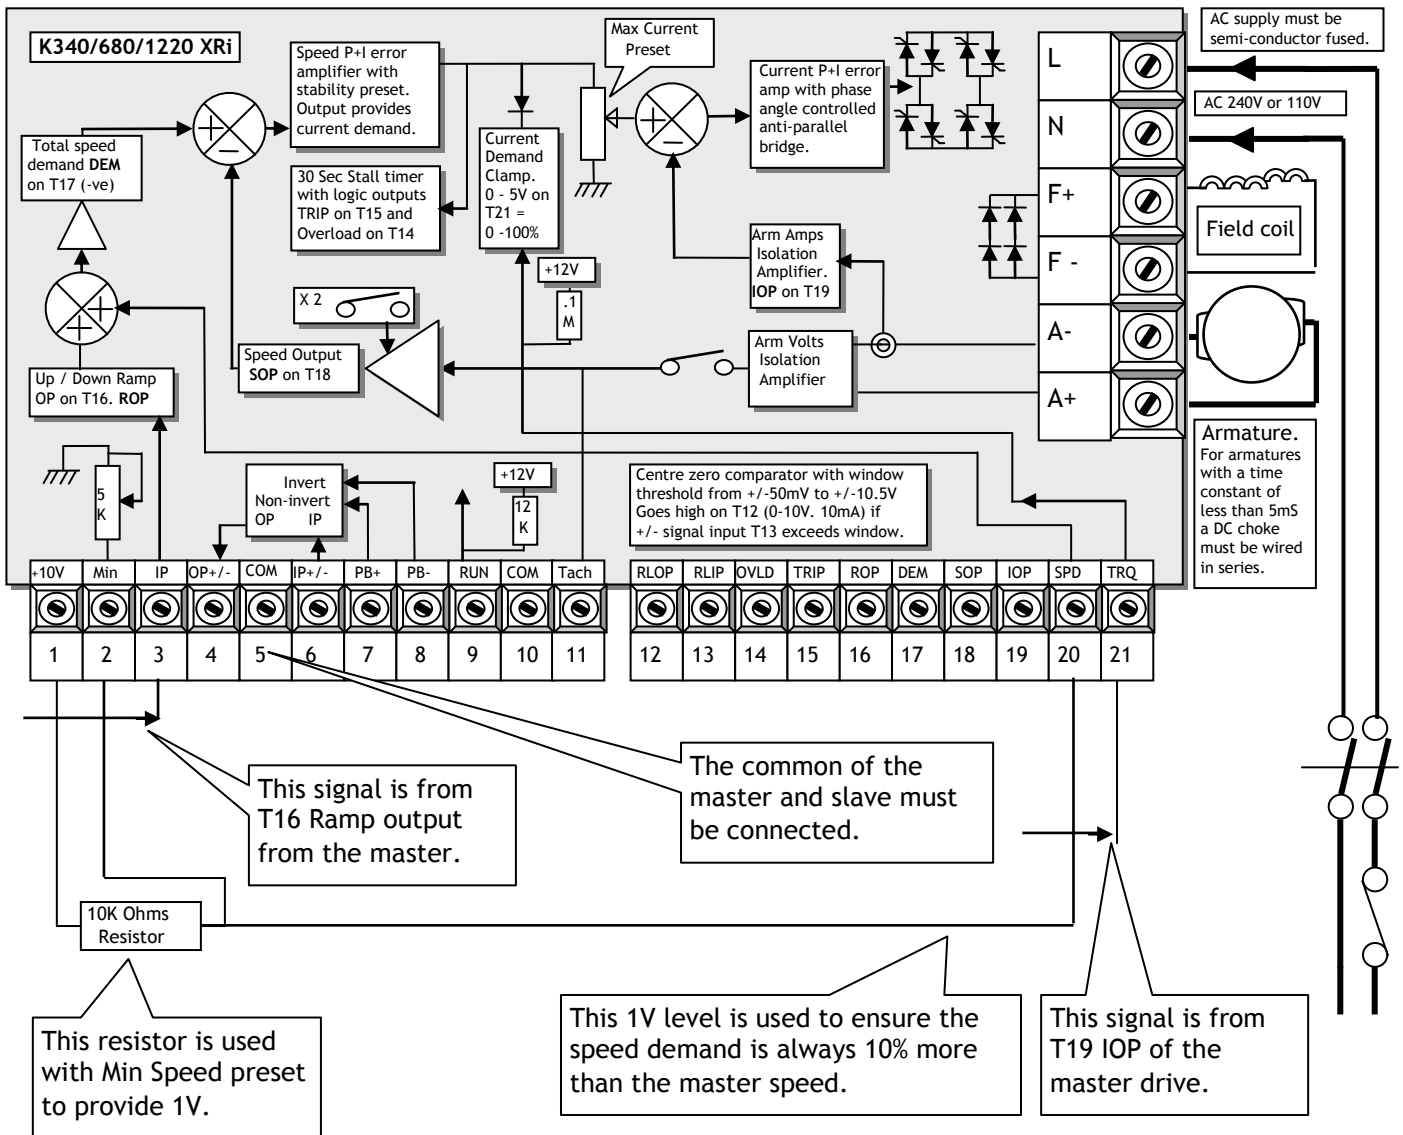 K340/680/1220 XRi
Speed P+I error
amplifier with
stability preset.
Output provides
current demand.
Max Current
Preset
Current P+I error
amp with phase
angle controlled
anti-parallel
bridge.
L
N
F+
F -
A-
A+
AC supply must be
semi-conductor fused.
AC 240V or 110V
Field coil
Total speed
demand DEM
on T17 (-ve)
+
−
30 Sec Stall timer
with logic outputs
TRIP on T15 and
Overload on T14
Current
Demand
Clamp.
0 - 5V on
T21 =
0 -100%
+
−
Arm Amps
Isolation
Amplifier.
IOP on T19
+12V
.1
M
X 2
+
+
Speed Output
SOP on T18
Arm Volts
Isolation
Amplifier
Up / Down Ramp
OP on T16. ROP
Armature.
For armatures
with a time
constant of
less than 5mS
a DC choke
must be wired
in series.
5
K
Invert
Non-invert
OP IP
+12V
12
K
Centre zero comparator with window
threshold from +/-50mV to +/-10.5V
Goes high on T12 (0-10V. 10mA) if
+/- signal input T13 exceeds window.
+10V Min IP OP+/- COM IP+/- PB+ PB- RUN COM Tach
RLOP RLIP OVLD TRIP ROP DEM SOP IOP SPD TRQ
1 2 3 4 5 6 7 8 9 10 11
12 13 14 15 16 17 18 19 20 21
This signal is from
T16 Ramp output
from the master.
The common of the
master and slave must
be connected.
10K Ohms
Resistor
This resistor is used
with Min Speed preset
to provide 1V.
This 1V level is used to ensure the
speed demand is always 10% more
than the master speed.
This signal is from
T19 IOP of the
master drive.